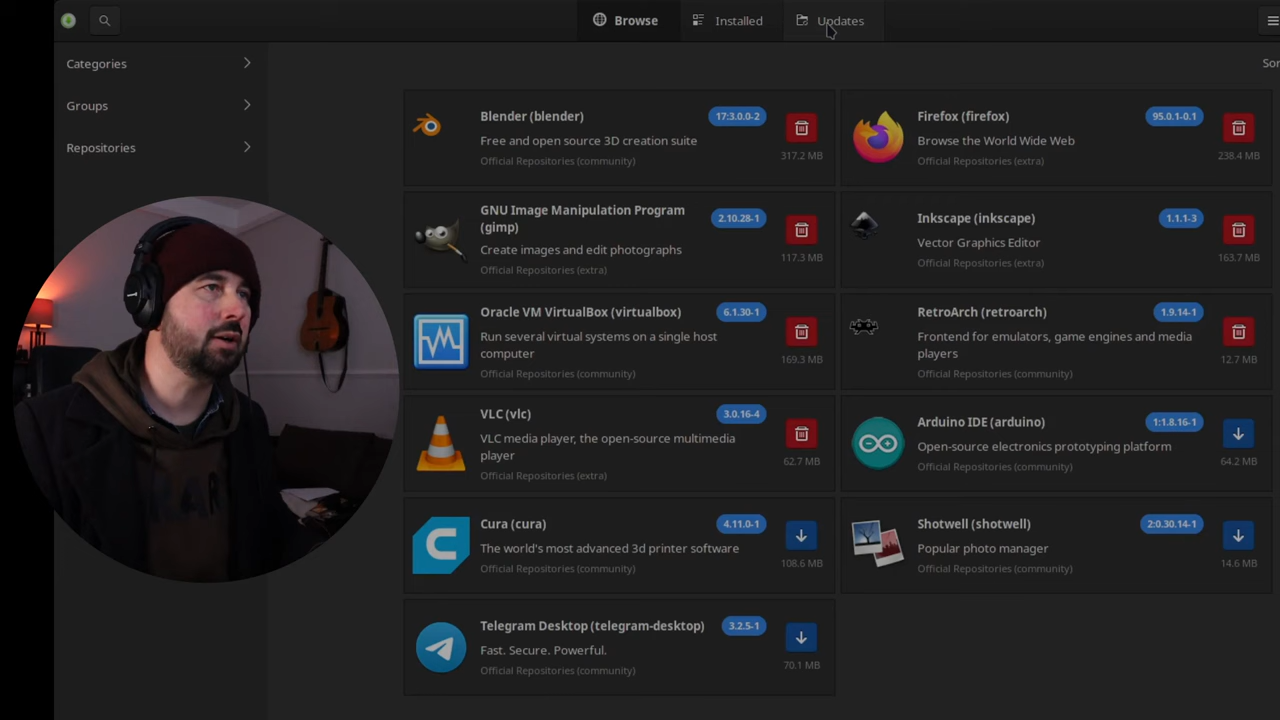 Browse
Installed
Updates
Categories
Groups
Repositories
Sor
Blender (blender)
17:3.0.0-2
Free and open source 3D creation suite
Official Repositories (community)
317.2 MB
Firefox (firefox)
95.0.1-0.1
Browse the World Wide Web
Official Repositories (extra)
238.4 MB
GNU Image Manipulation Program
(gimp)
2.10.28-1
Create images and edit photographs
Official Repositories (extra)
117.3 MB
Inkscape (inkscape)
1.1.1-3
Vector Graphics Editor
Official Repositories (extra)
163.7 MB
Oracle VM VirtualBox (virtualbox)
6.1.30-1
Run several virtual systems on a single host
computer
Official Repositories (community)
169.3 MB
RetroArch (retroarch)
1.9.14-1
Frontend for emulators, game engines and media
players
Official Repositories (community)
12.7 MB
VLC (vlc)
3.0.16-4
VLC media player, the open-source multimedia
player
Official Repositories (extra)
62.7 MB
Arduino IDE (arduino)
1:1.8.16-1
Open-source electronics prototyping platform
Official Repositories (community)
64.2 MB
Cura (cura)
4.11.0-1
The world's most advanced 3d printer software
Official Repositories (community)
108.6 MB
Shotwell (shotwell)
2:0.30.14-1
Popular photo manager
Official Repositories (community)
14.6 MB
Telegram Desktop (telegram-desktop)
3.2.5-1
Fast. Secure. Powerful.
Official Repositories (community)
70.1 MB